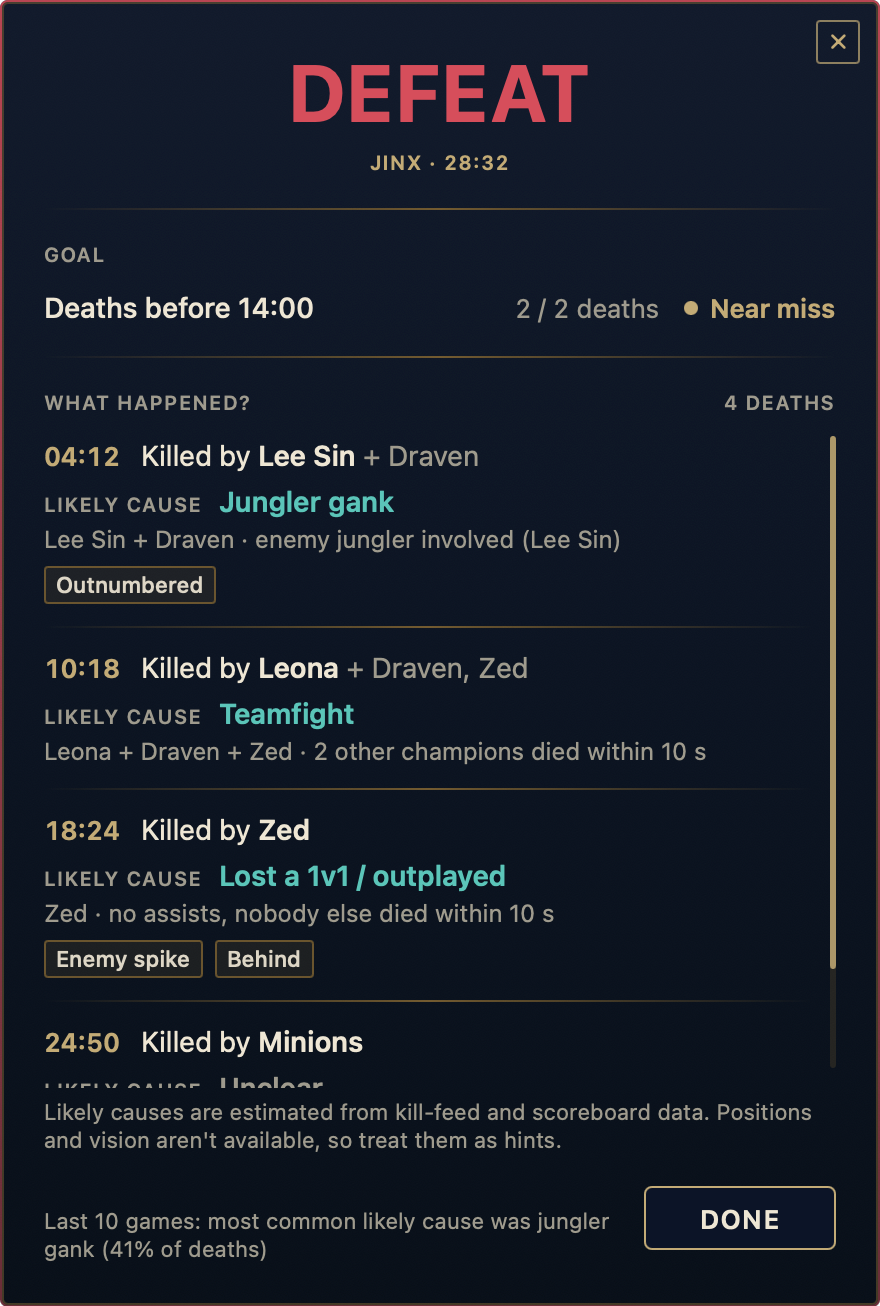 DEFEAT
JINX · 28:32
GOAL
Deaths before 14:00 2 / 2 deaths Near miss
WHAT HAPPENED? 4 DEATHS
04:12 Killed by Lee Sin + Draven
LIKELY CAUSE Jungler gank
Lee Sin + Draven · enemy jungler involved (Lee Sin)
Outnumbered
10:18 Killed by Leona + Draven, Zed
LIKELY CAUSE Teamfight
Leona + Draven + Zed · 2 other champions died within 10 s
18:24 Killed by Zed
LIKELY CAUSE Lost a 1v1 / outplayed
Zed · no assists, nobody else died within 10 s
Enemy spike Behind
24:50 Killed by Minions
LIKELY CAUSE Unclear
Likely causes are estimated from kill-feed and scoreboard data. Positions
and vision aren't available, so treat them as hints.
Last 10 games: most common likely cause was jungler
gank (41% of deaths)
DONE